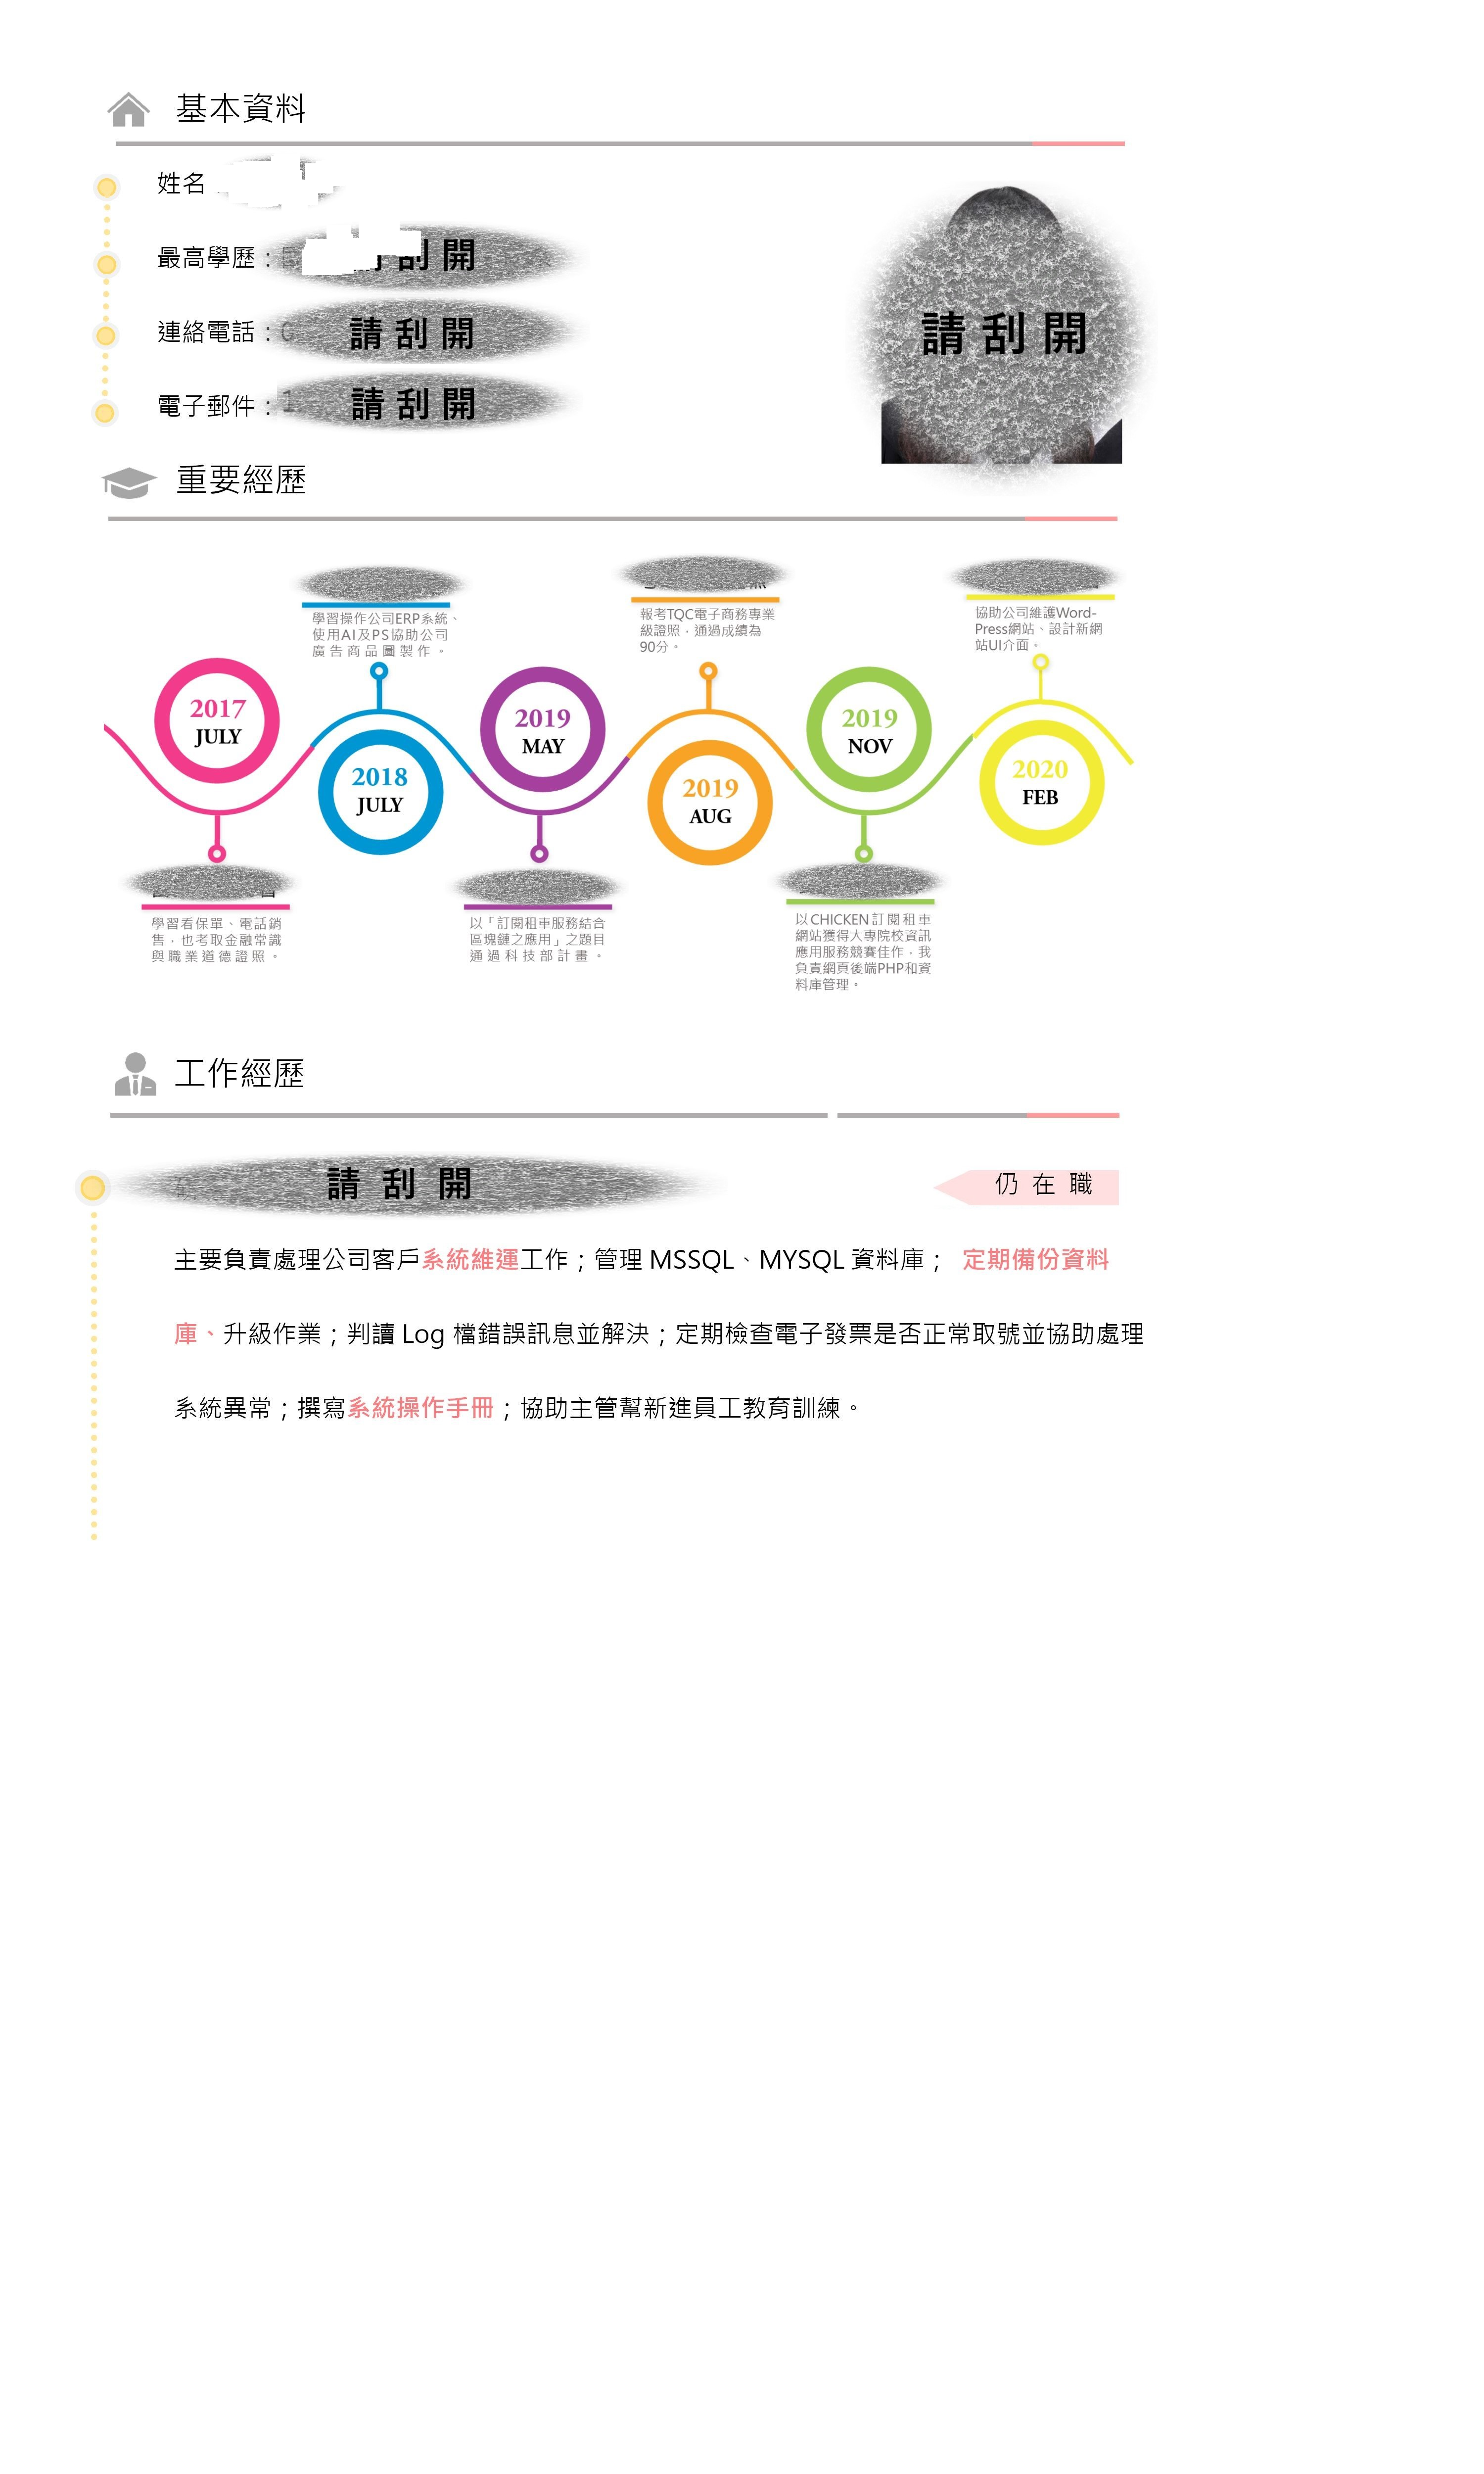 基本資料
姓名
最高學歷：
請刮開
連絡電話：
請刮開
電子郵件：
請刮開
請刮開
重要經歷
學習操作公司ERP系統、
使用AI及PS協助公司
廣告商品圖製作。
報考TQC電子商務專業
級證照，通過成績為
90分。
協助公司維護Word-
Press網站、設計新網
站UI介面。
2017
JULY
2018
JULY
2019
MAY
2019
AUG
2019
NOV
2020
FEB
學習看保單、電話銷
售，也考取金融常識
與職業道德證照。
以「訂閱租車服務結合
區塊鏈之應用」之題目
通過科技部計畫。
以CHICKEN訂閱租車
網站獲得大專院校資訊
應用服務競賽佳作，我
負責網頁後端PHP和資
料庫管理。
工作經歷
請刮開
仍在職
主要負責處理公司客戶系統維運工作；管理 MSSQL、MYSQL 資料庫； 定期備份資料
庫、升級作業；判讀 Log 檔錯誤訊息並解決；定期檢查電子發票是否正常取號並協助處理
系統異常；撰寫系統操作手冊；協助主管幫新進員工教育訓練。